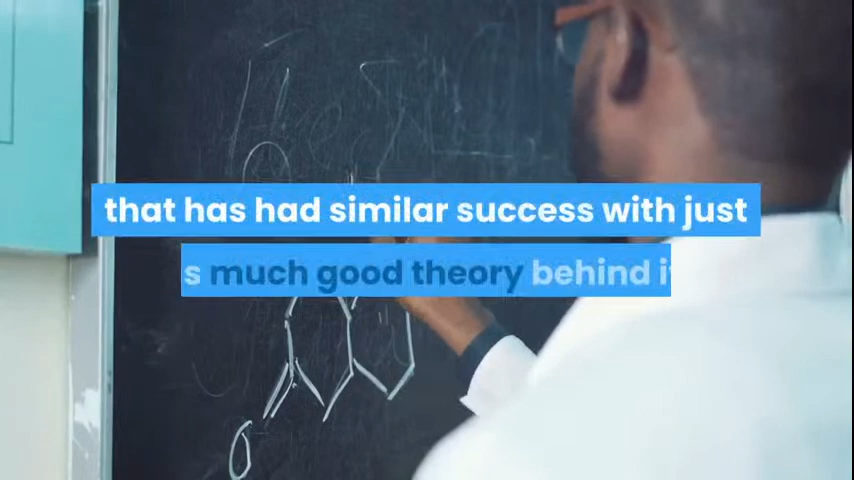 that has had similar success with just
s much good theory behind i
O